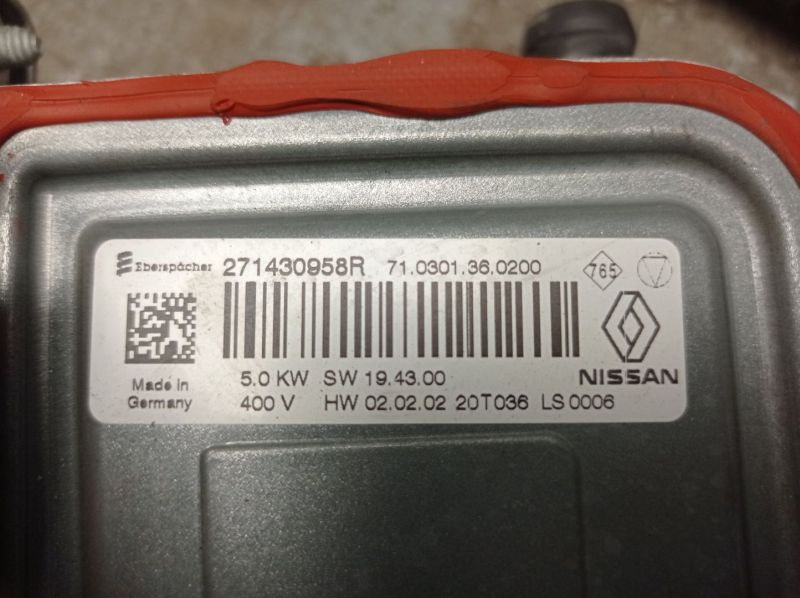 Eberspächer 271430958R 71.0301.36.0200 765
Made in
Germany
5.0 KW SW 19.43.00
400 V HW 02.02.02 20T036 LS 0006
NISSAN